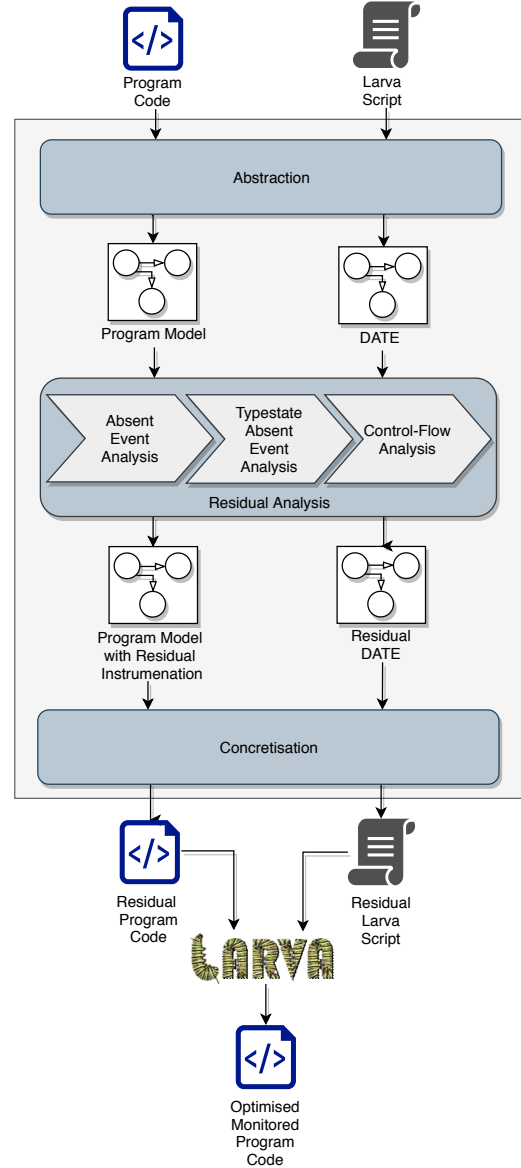 Program
Code
Larva
Script
Abstraction
Program Model
DATE
Absent
Event
Analysis
Typestate
Absent
Event
Analysis
Control-Flow
Analysis
Residual Analysis
Program Model
with Residual
Instrumenation
Residual
DATE
Concretisation
Residual
Program
Code
Residual
Larva
Script
LARVA
Optimised
Monitored
Program
Code